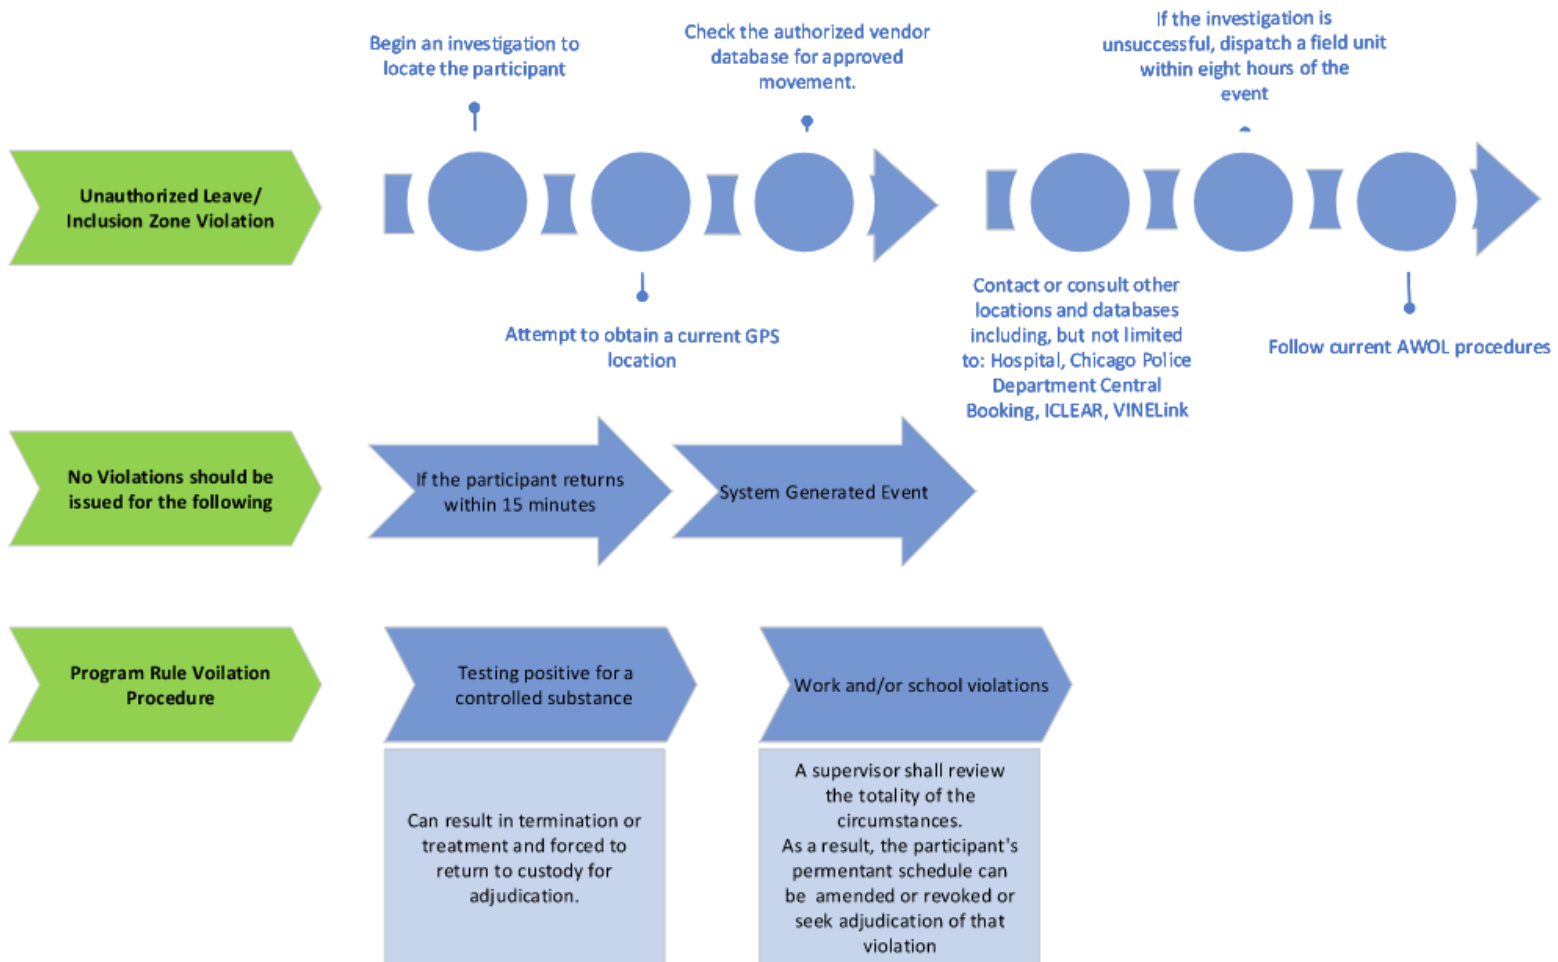 Begin an investigation to
locate the participant
Check the authorized vendor
database for approved
movement.
If the investigation is
unsuccessful, dispatch a field unit
within eight hours of the
event
Unauthorized Leave/
Inclusion Zone Violation
Attempt to obtain a current GPS
location
Contact or consult other
locations and databases
including, but not limited
to: Hospital, Chicago Police
Department Central
Booking, ICLEAR, VINELink
Follow current AWOL procedures
No Violations should be
issued for the following
If the participant returns
within 15 minutes
System Generated Event
Program Rule Voilation
Procedure
Testing positive for a
controlled substance
Work and/or school violations
Can result in termination or
treatment and forced to
return to custody for
adjudication.
A supervisor shall review
the totality of the
circumstances.
As a result, the participant's
permentant schedule can
be amended or revoked or
seek adjudication of that
violation